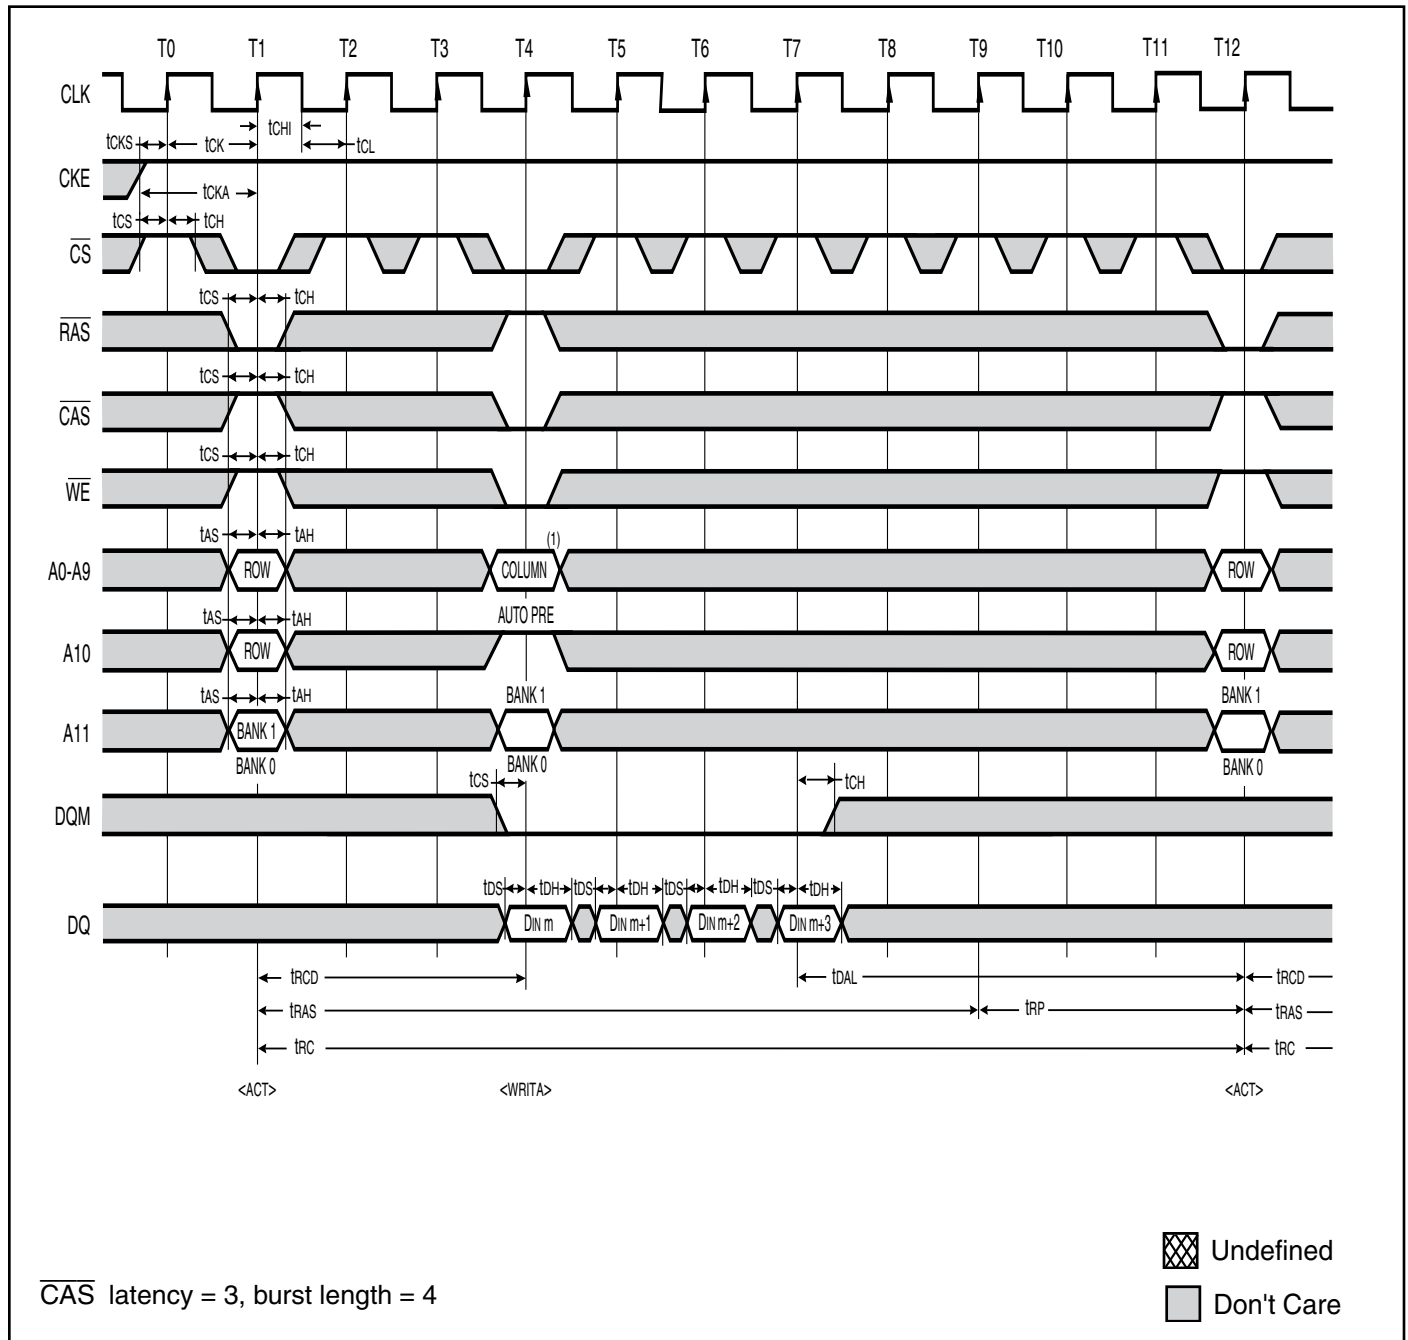 T0 T1 T2 T3 T4 T5 T6 T7 T8 T9 T10 T11 T12
CLK
tCHI
tCKS tCK tCL
CKE
tCKA
tCS tCH
CS
tCS tCH
RAS
tCS tCH
CAS
tCS tCH
WE
tAS tAH (1)
A0-A9 ROW COLUMN ROW
tAS tAH AUTO PRE
A10 ROW ROW
tAS tAH BANK 1 BANK 1
A11 BANK 1
BANK 0 BANK 0 BANK 0
tCS tCH
DQM
tDS tDH tDS tDH tDS tDH tDS tDH
DQ DIN m DIN m+1 DIN m+2 DIN m+3
tRCD tDAL tRCD
tRAS tRP tRAS
tRC tRC
<ACT> <WRITA> <ACT>
Undefined
CAS latency = 3, burst length = 4
Don't Care